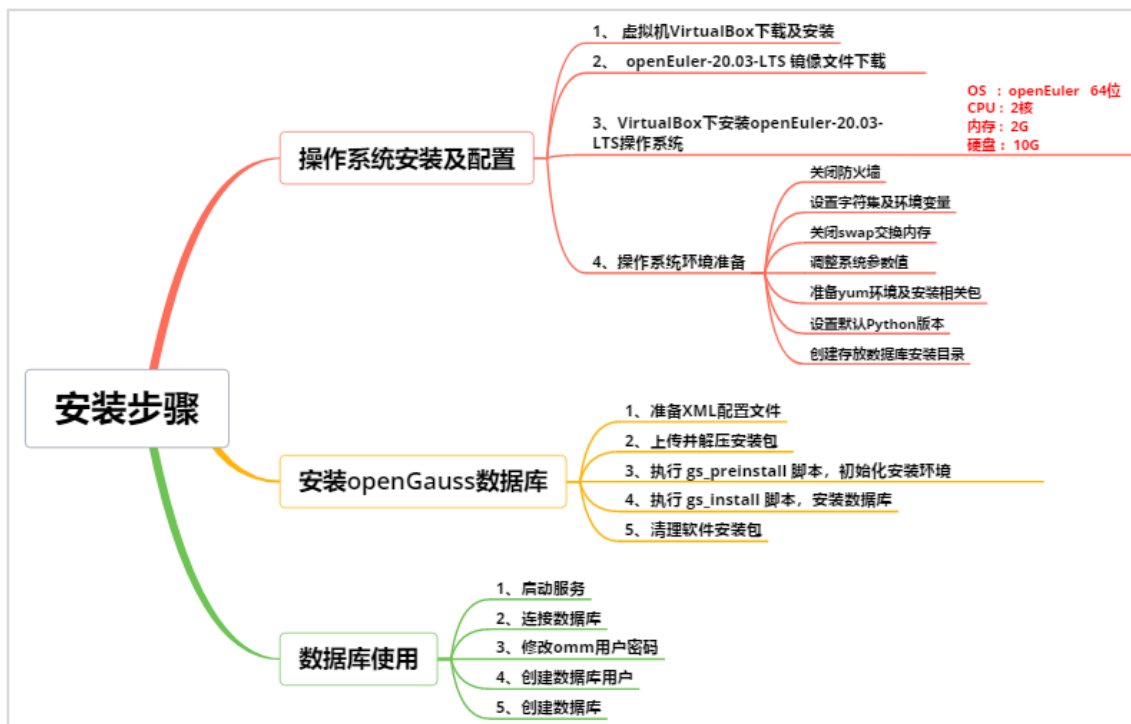 安装步骤
操作系统安装及配置
1、 虚拟机VirtualBox下载及安装
2、 openEuler-20.03-LTS 镜像文件下载
3、VirtualBox下安装openEuler-20.03-
LTS操作系统
OS : openEuler 64位
CPU : 2核
内存 : 2G
硬盘 : 10G
4、操作系统环境准备
关闭防火墙
设置字符集及环境变量
关闭swap交换内存
调整系统参数值
准备yum环境及安装相关包
设置默认Python版本
创建存放数据库安装目录
安装openGauss数据库
1、准备XML配置文件
2、上传并解压安装包
3、执行 gs_preinstall 脚本，初始化安装环境
4、执行 gs_install 脚本，安装数据库
5、清理软件安装包
数据库使用
1、启动服务
2、连接数据库
3、修改omm用户密码
4、创建数据库用户
5、创建数据库